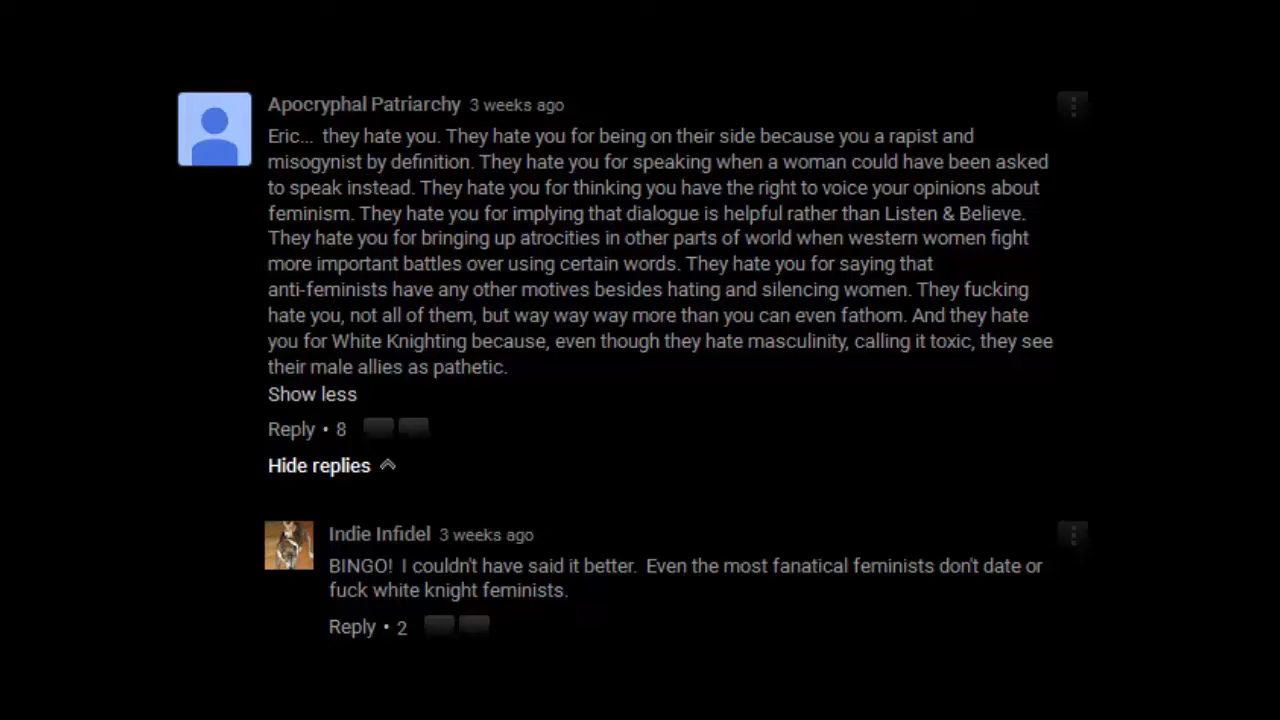 Apocryphal Patriarchy 3 weeks ago
Eric... they hate you. They hate you for being on their side because you a rapist and
misogynist by definition. They hate you for speaking when a woman could have been asked
to speak instead. They hate you for thinking you have the right to voice your opinions about
feminism. They hate you for implying that dialogue is helpful rather than Listen & Believe.
They hate you for bringing up atrocities in other parts of world when western women fight
more important battles over using certain words. They hate you for saying that
anti-feminists have any other motives besides hating and silencing women. They fucking
hate you, not all of them, but way way way more than you can even fathom. And they hate
you for White Knighting because, even though they hate masculinity, calling it toxic, they see
their male allies as pathetic.
Show less
Reply • 8
Hide replies
Indie Infidel 3 weeks ago
BINGO! I couldn't have said it better. Even the most fanatical feminists don't date or
fuck white knight feminists.
Reply • 2